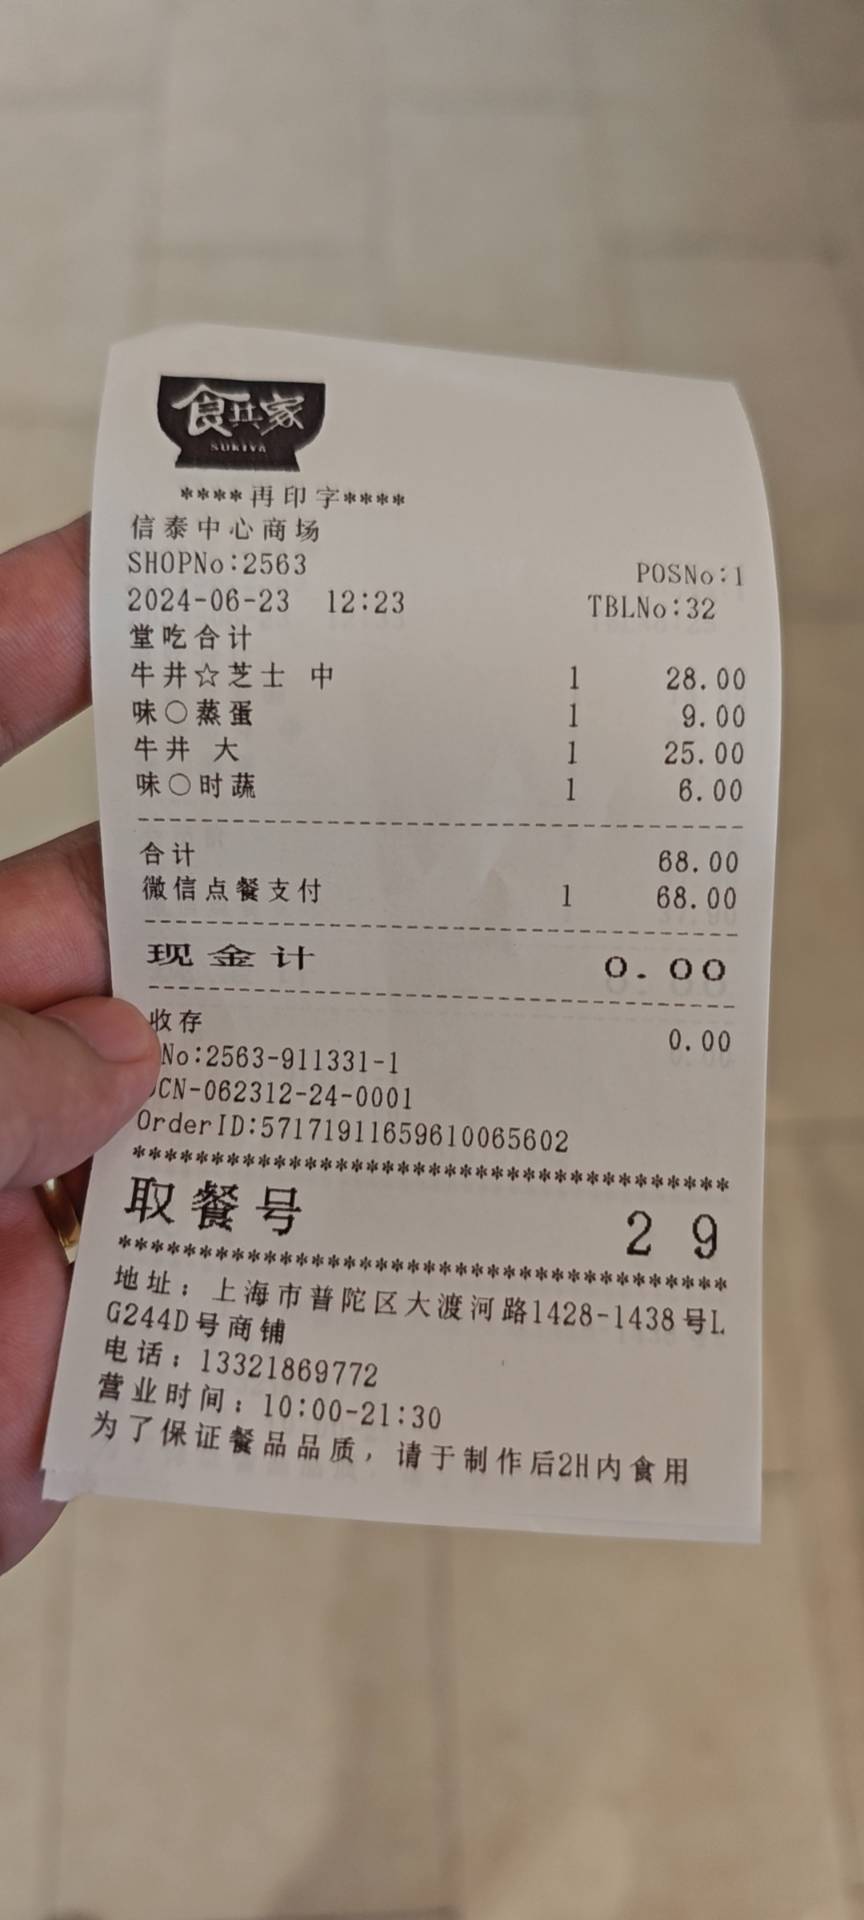 食其家
SUKIYA
****再印字****
信泰中心商场
SHOPNo:2563 POSNo:1
2024-06-23 12:23 TBLNo:32
堂吃合计
牛丼☆芝士 中 1 28.00
味〇蒸蛋 1 9.00
牛丼 大 1 25.00
味〇时蔬 1 6.00
合计 68.00
微信点餐支付 1 68.00
现金计 0.00
收存 0.00
No:2563-911331-1
CN-062312-24-0001
OrderID:57171911659610065602
**************************************
取餐号 29
**************************************
地址：上海市普陀区大渡河路1428-1438号L
G244D号商铺
电话：13321869772
营业时间：10:00-21:30
为了保证餐品品质，请于制作后2H内食用